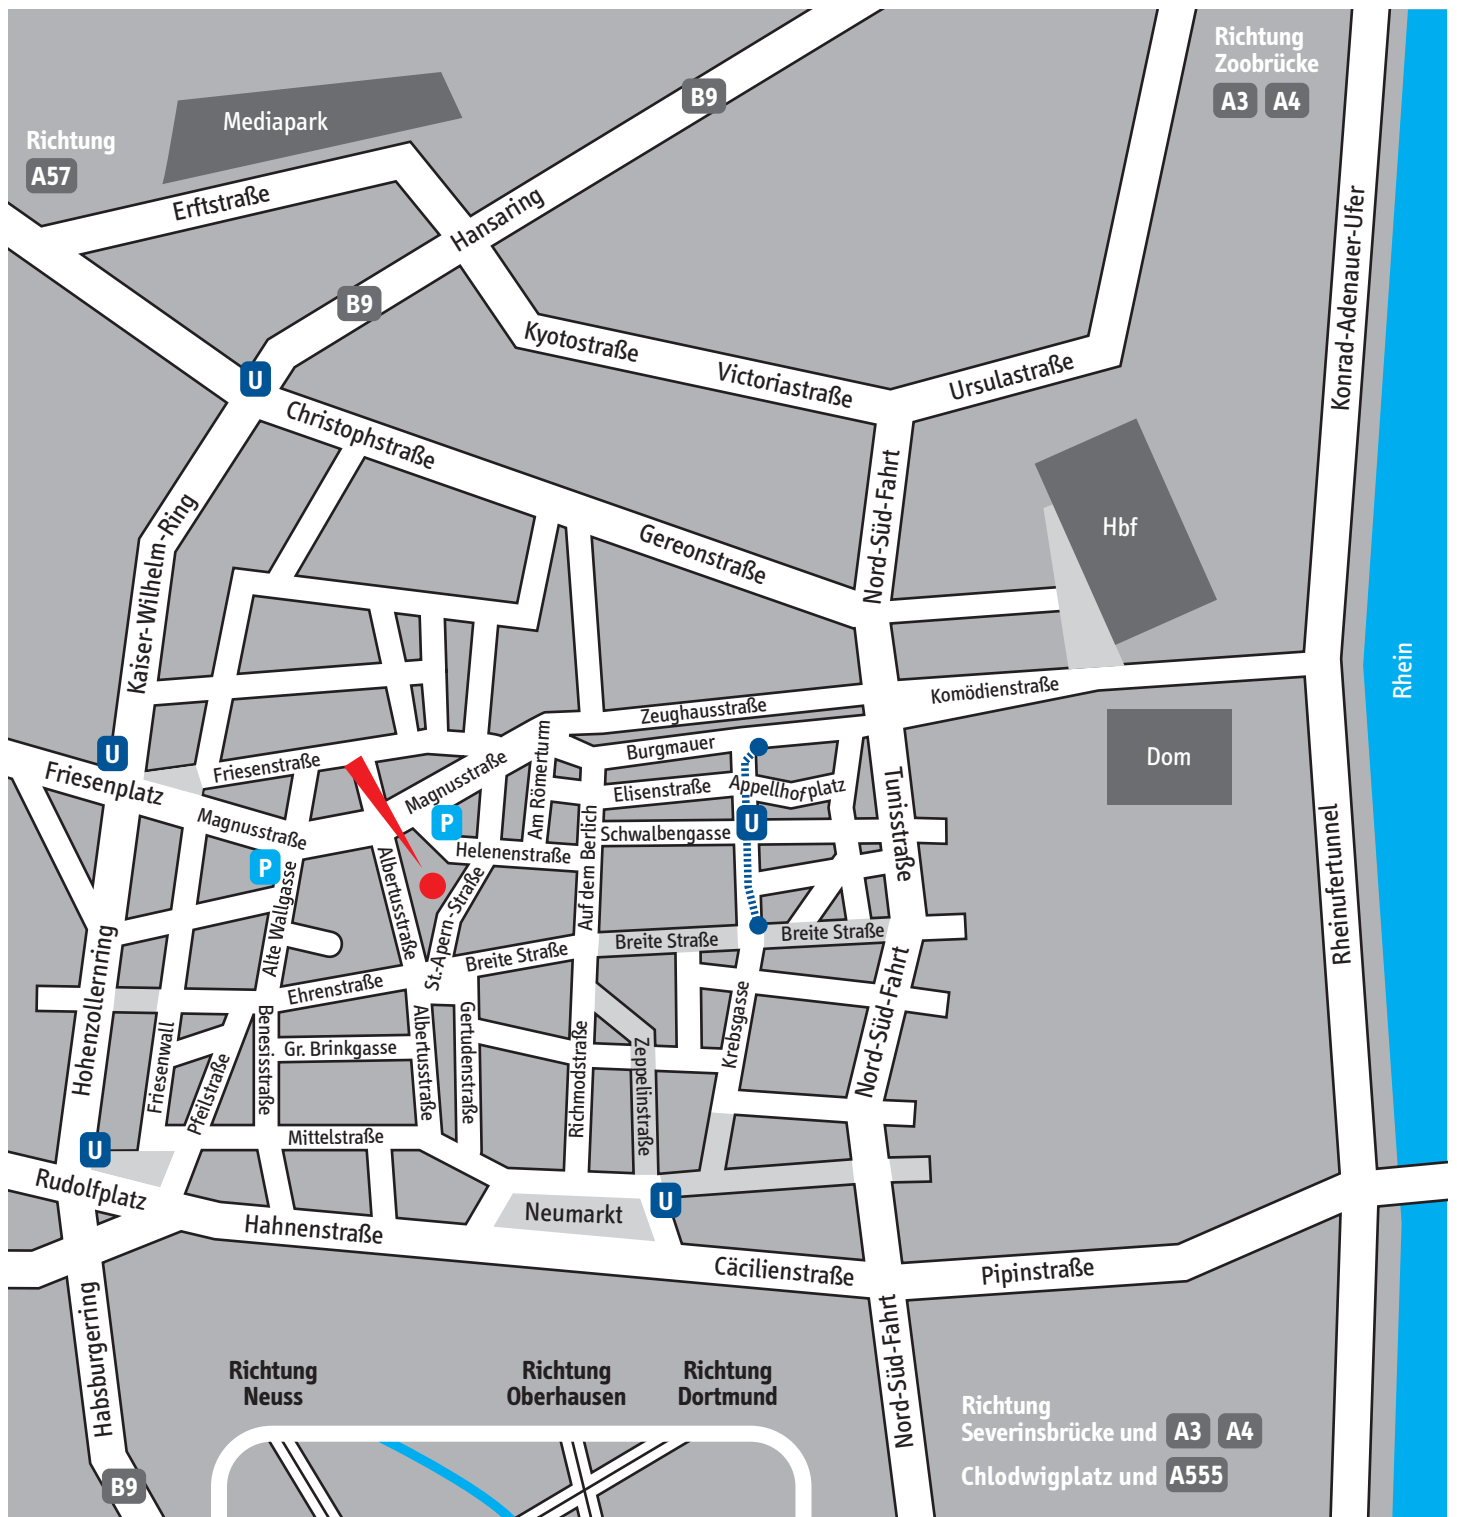 Richtung
Zoobrücke
A3 A4
B9
Mediapark
Richtung
A57
Erftstraße
Hansaring
Konrad-Adenauer-Ufer
B9
Kyotostraße
Victoriastraße
Ursulastraße
U
Christophstraße
Nord-Süd-Fahrt
Hbf
Gereonstraße
Kaiser-Wilhelm-Ring
Rhein
Komödienstraße
Zeughausstraße
Burgmauer
U
Friesenplatz
Friesenstraße
Magnusstraße
Am Römerturm
Elisenstraße
Appellhofplatz
Dom
Tunisstraße
Magnusstraße
P
U
Schwalbengasse
Helenenstraße
Auf dem Berlich
P
Albertusstraße
St.-Apern-Straße
Alte Wallgasse
Rheinufertunnel
Breite Straße
Breite Straße
Breite Straße
Hohenzollernring
Ehrenstraße
Nord-Süd-Fahrt
Krebsgasse
Friesenwall
Pfeilstraße
Benesisstraße
Gr. Brinkgasse
Albertusstraße
Gertudenstraße
Richmodstraße
Zeppelinstraße
Mittelstraße
U
Rudolfplatz
U
Neumarkt
Hahnenstraße
Cäcilienstraße
Pipinstraße
Habsburgerring
Nord-Süd-Fahrt
Richtung
Neuss
Richtung
Oberhausen
Richtung
Dortmund
Richtung
Severinsbrücke und A3 A4
Chlodwigplatz und A555
B9